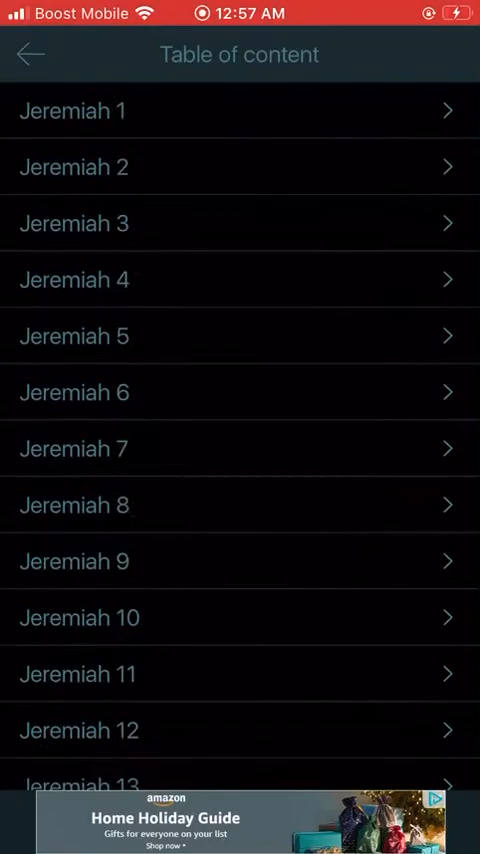 Boost Mobile 12:57 AM
Table of content
Jeremiah 1
Jeremiah 2
Jeremiah 3
Jeremiah 4
Jeremiah 5
Jeremiah 6
Jeremiah 7
Jeremiah 8
Jeremiah 9
Jeremiah 10
Jeremiah 11
Jeremiah 12
Jeremiah 13
amazon
Home Holiday Guide
Gifts for everyone on your list
Shop now